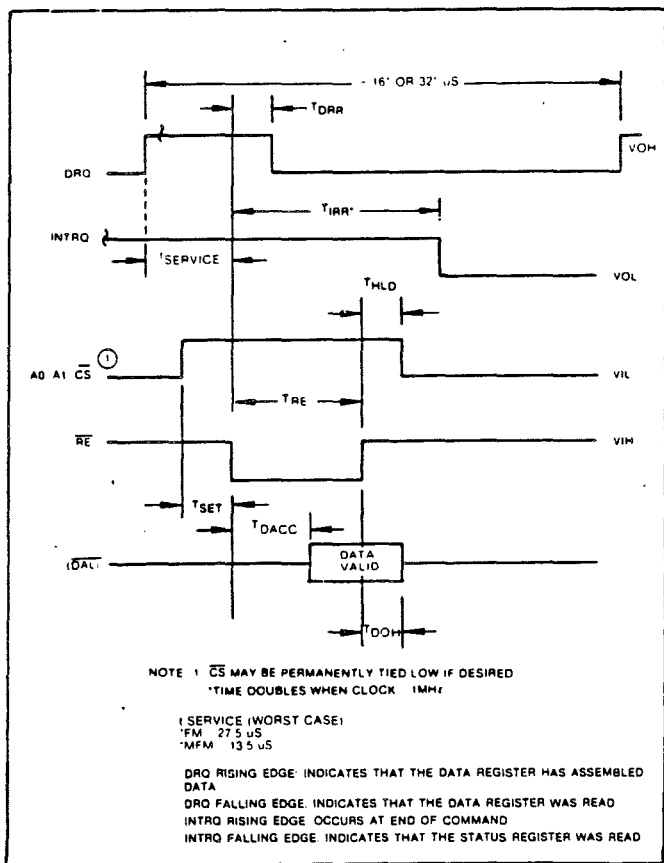 16* OR 32* uS
TDRR
DRQ
VOH
TIRR*
INTRQ
tSERVICE
VOL
THLD
1
A0 A1 CS
VIL
TRE
RE
VIH
TSET
TDACC
(DAL)
DATA
VALID
TDOH
NOTE 1 CS MAY BE PERMANENTLY TIED LOW IF DESIRED
*TIME DOUBLES WHEN CLOCK 1MHz
t SERVICE (WORST CASE)
*FM 27.5 uS
*MFM 13.5 uS
DRQ RISING EDGE: INDICATES THAT THE DATA REGISTER HAS ASSEMBLED
DATA
DRQ FALLING EDGE. INDICATES THAT THE DATA REGISTER WAS READ
INTRQ RISING EDGE OCCURS AT END OF COMMAND
INTRQ FALLING EDGE. INDICATES THAT THE STATUS REGISTER WAS READ